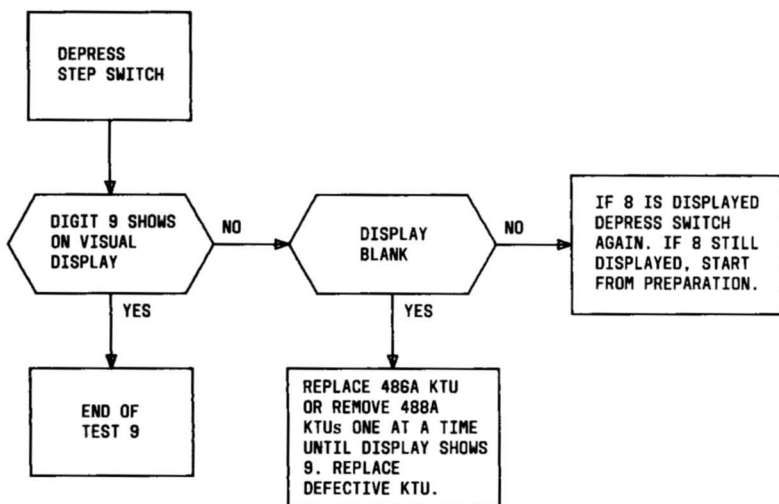 DEPRESS
STEP SWITCH
DIGIT 9 SHOWS
ON VISUAL
DISPLAY
NO
DISPLAY
BLANK
NO
IF 8 IS DISPLAYED
DEPRESS SWITCH
AGAIN. IF 8 STILL
DISPLAYED, START
FROM PREPARATION.
YES
YES
END OF
TEST 9
REPLACE 486A KTU
OR REMOVE 488A
KTUs ONE AT A TIME
UNTIL DISPLAY SHOWS
9. REPLACE
DEFECTIVE KTU.